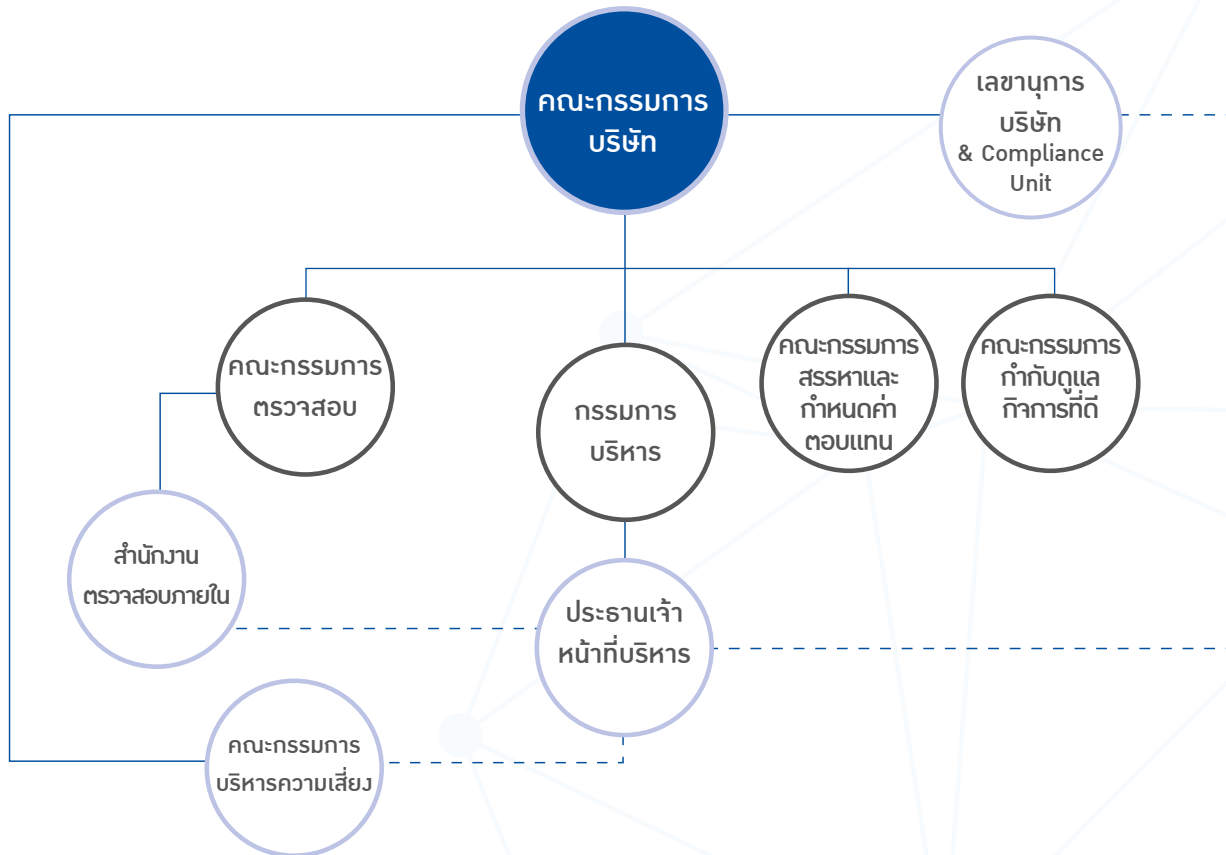 คณะกรรมการ
บริษัท
เลขานุการ
บริษัท
& Compliance
Unit
คณะกรรมการ
ตรวจสอบ
กรรมการ
บริหาร
คณะกรรมการ
สรรหาและ
กำหนดค่า
ตอบแทน
คณะกรรมการ
กำกับดูแล
กิจการที่ดี
สำนักงาน
ตรวจสอบภายใน
ประธานเจ้า
หน้าที่บริหาร
คณะกรรมการ
บริหารความเสี่ยง